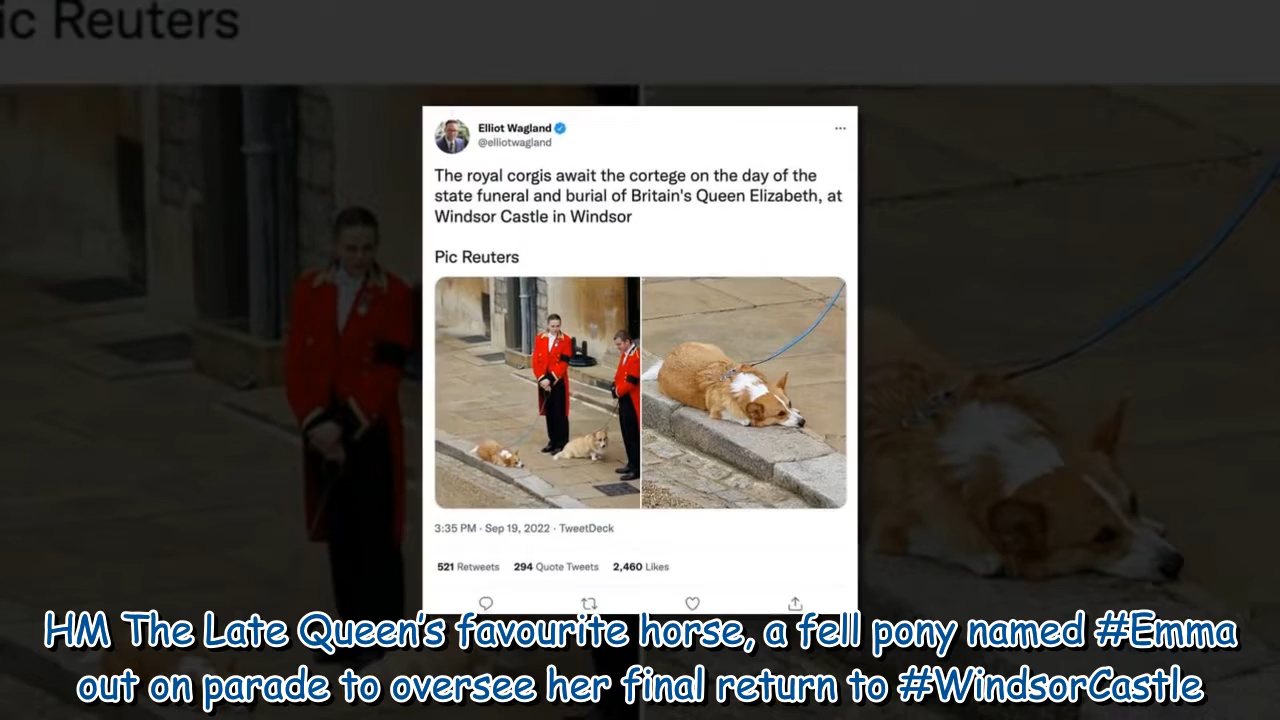 ic Reuters
Elliot Wagland
@elliotwagland
The royal corgis await the cortege on the day of the
state funeral and burial of Britain's Queen Elizabeth, at
Windsor Castle in Windsor
Pic Reuters
3:35 PM · Sep 19, 2022 · TweetDeck
521 Retweets 294 Quote Tweets 2,460 Likes
HM The Late Queen's favourite horse, a fell pony named #Emma
out on parade to oversee her final return to #WindsorCastle